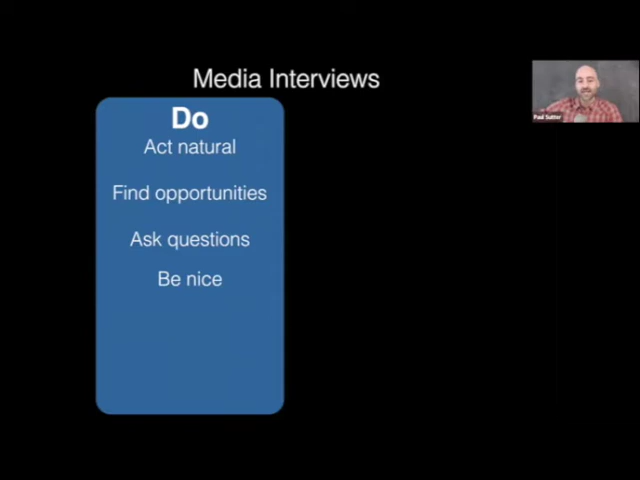 Media Interviews
Do
Act natural
Find opportunities
Ask questions
Be nice
Paul Sutter